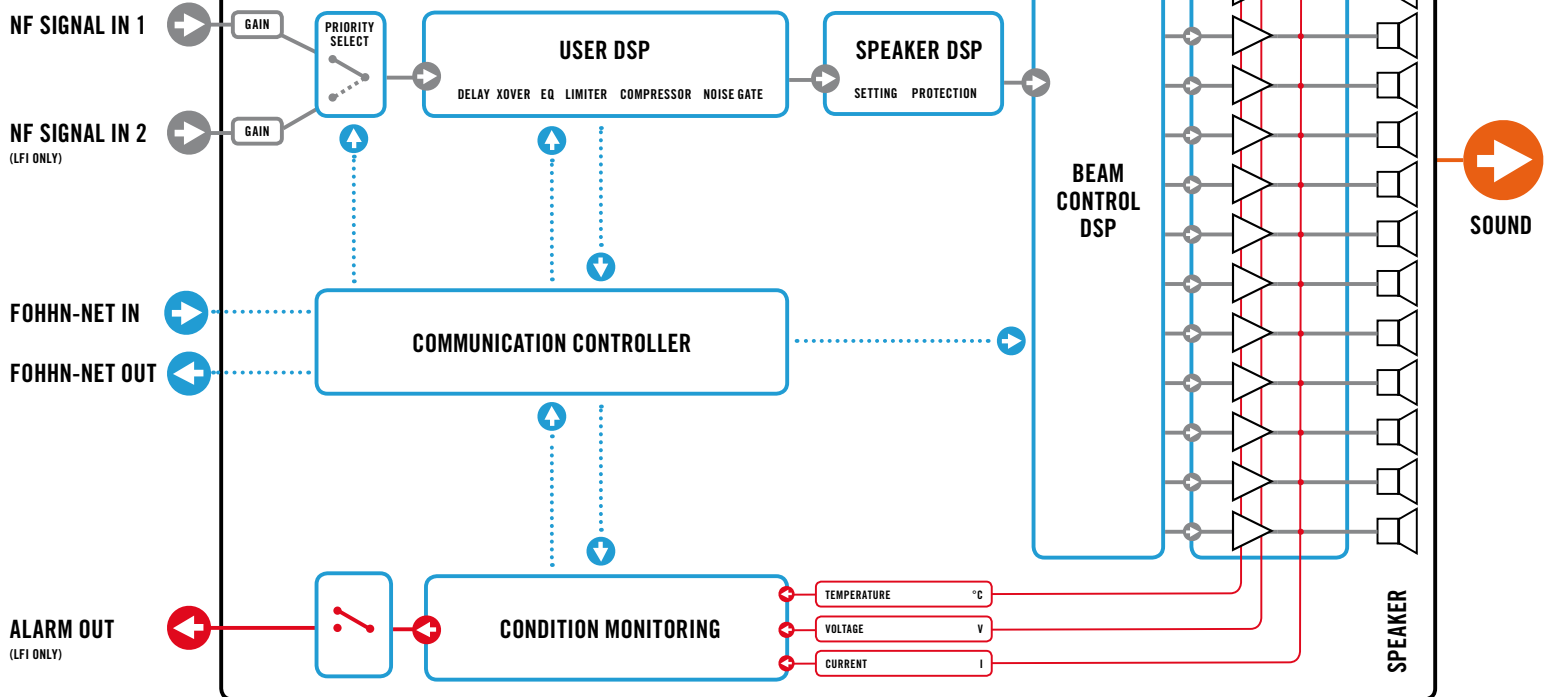 NF SIGNAL IN 1
GAIN
PRIORITY
SELECT
USER DSP
DELAY XOVER EQ LIMITER COMPRESSOR NOISE GATE
SPEAKER DSP
SETTING PROTECTION
NF SIGNAL IN 2
(LFI ONLY)
GAIN
BEAM
CONTROL
DSP
SOUND
FOHHN-NET IN
FOHHN-NET OUT
COMMUNICATION CONTROLLER
ALARM OUT
(LFI ONLY)
CONDITION MONITORING
TEMPERATURE °C
VOLTAGE V
CURRENT I
SPEAKER